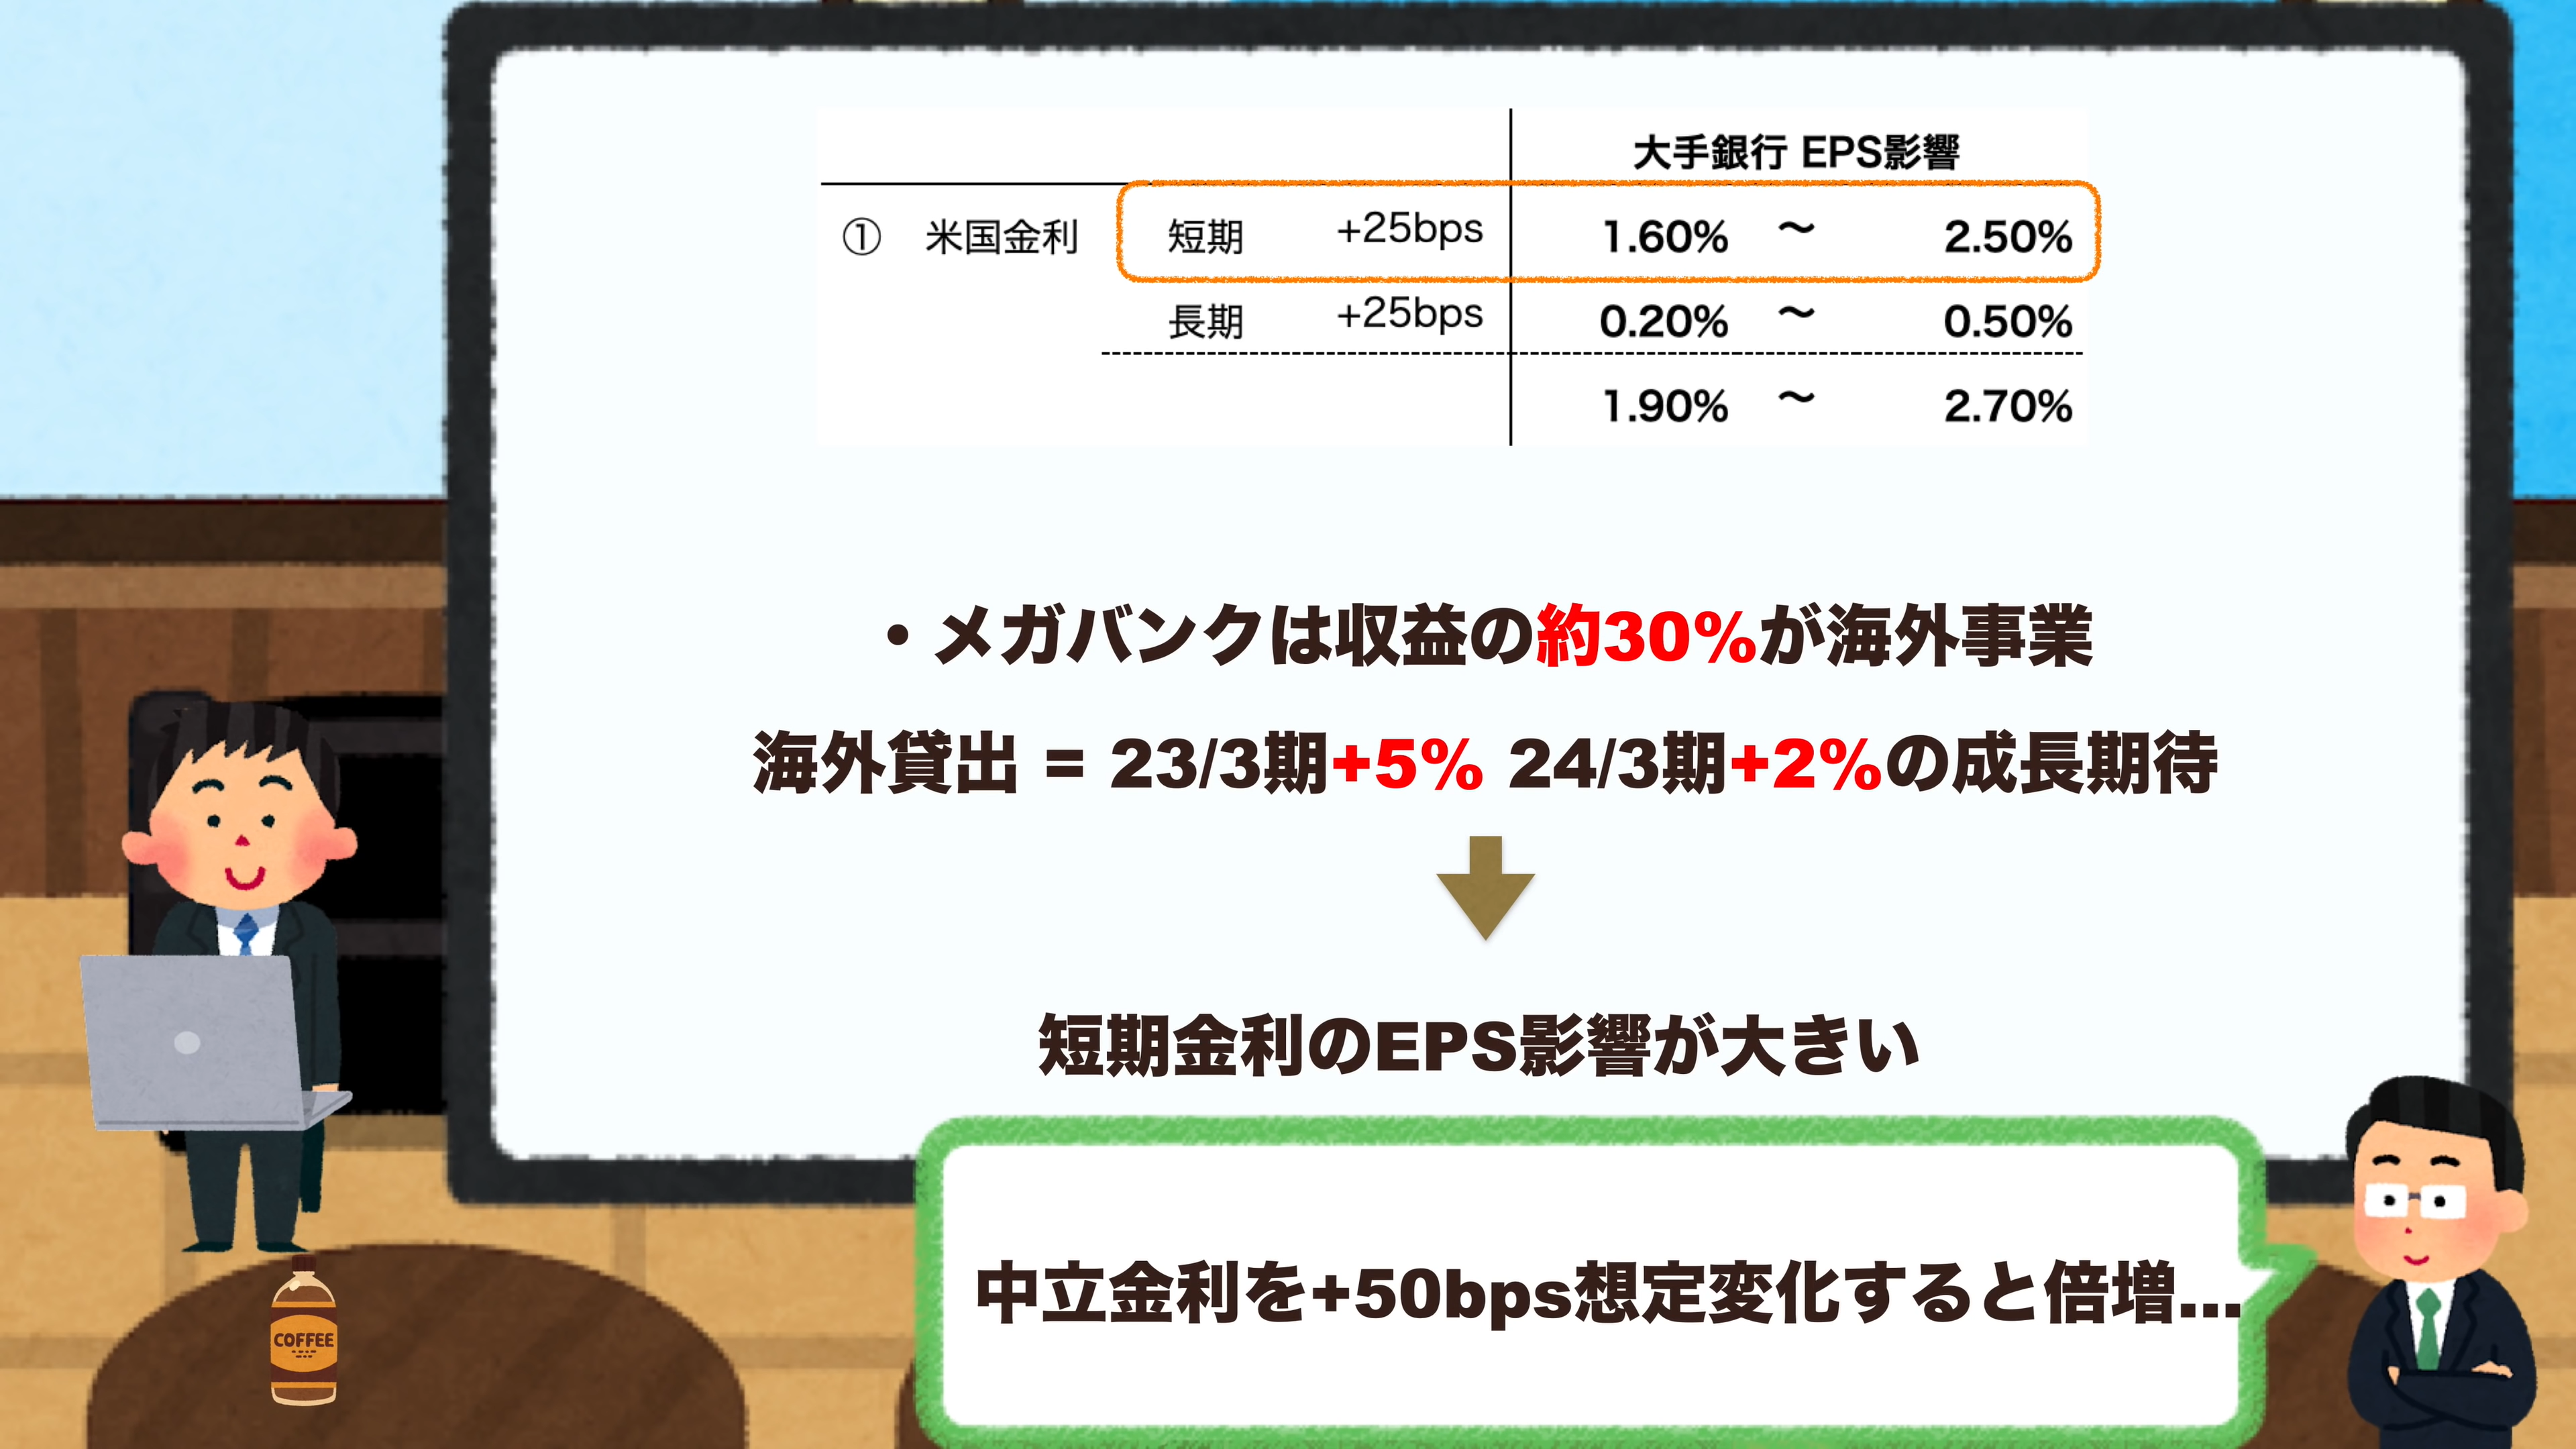 大手銀行 EPS影響
① 米国金利 短期 +25bps 1.60% 〜 2.50%
長期 +25bps 0.20% 〜 0.50%
1.90% 〜 2.70%
・メガバンクは収益の約30%が海外事業
海外貸出 = 23/3期+5% 24/3期+2%の成長期待
短期金利のEPS影響が大きい
中立金利を+50bps想定変化すると倍増...
COFFEE